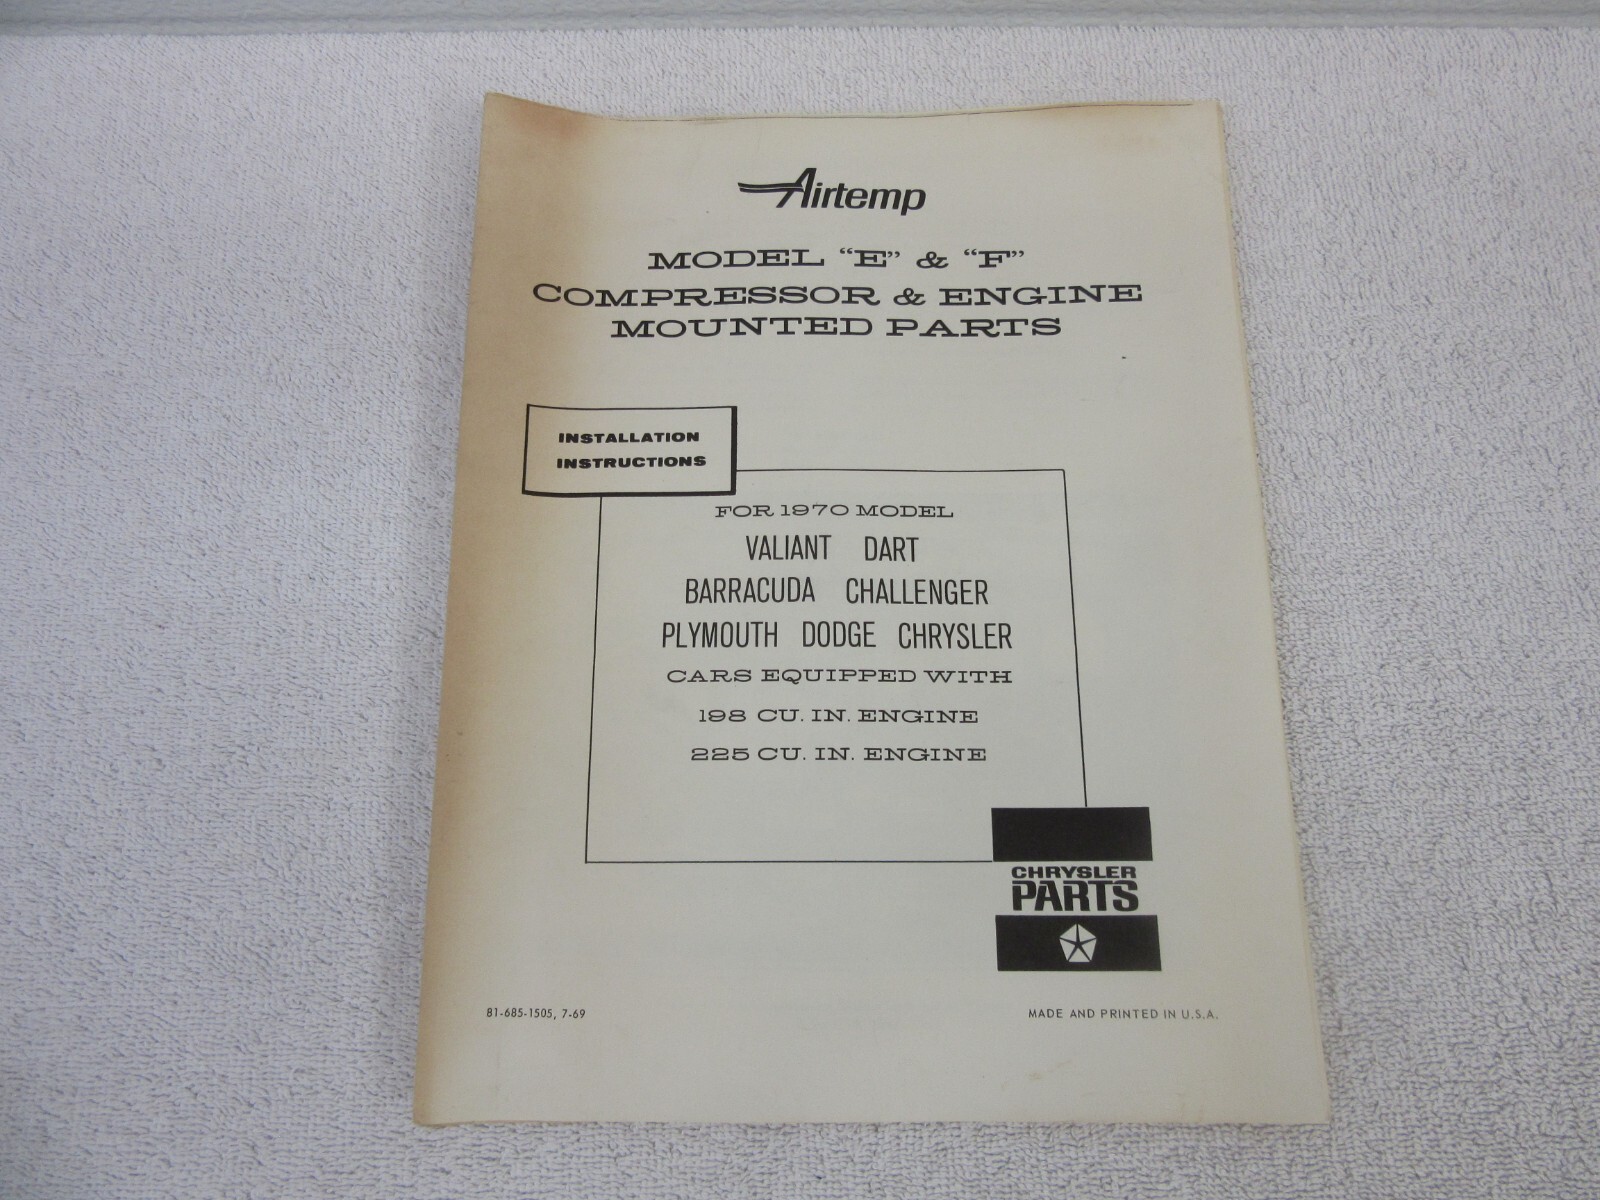 Airtemp
MODEL “E” & “F”
COMPRESSOR & ENGINE
MOUNTED PARTS
INSTALLATION
INSTRUCTIONS
FOR 1970 MODEL
VALIANT DART
BARRACUDA CHALLENGER
PLYMOUTH DODGE CHRYSLER
CARS EQUIPPED WITH
198 CU. IN. ENGINE
225 CU. IN. ENGINE
CHRYSLER
PARTS
81-685-1505, 7-69
MADE AND PRINTED IN U.S.A.